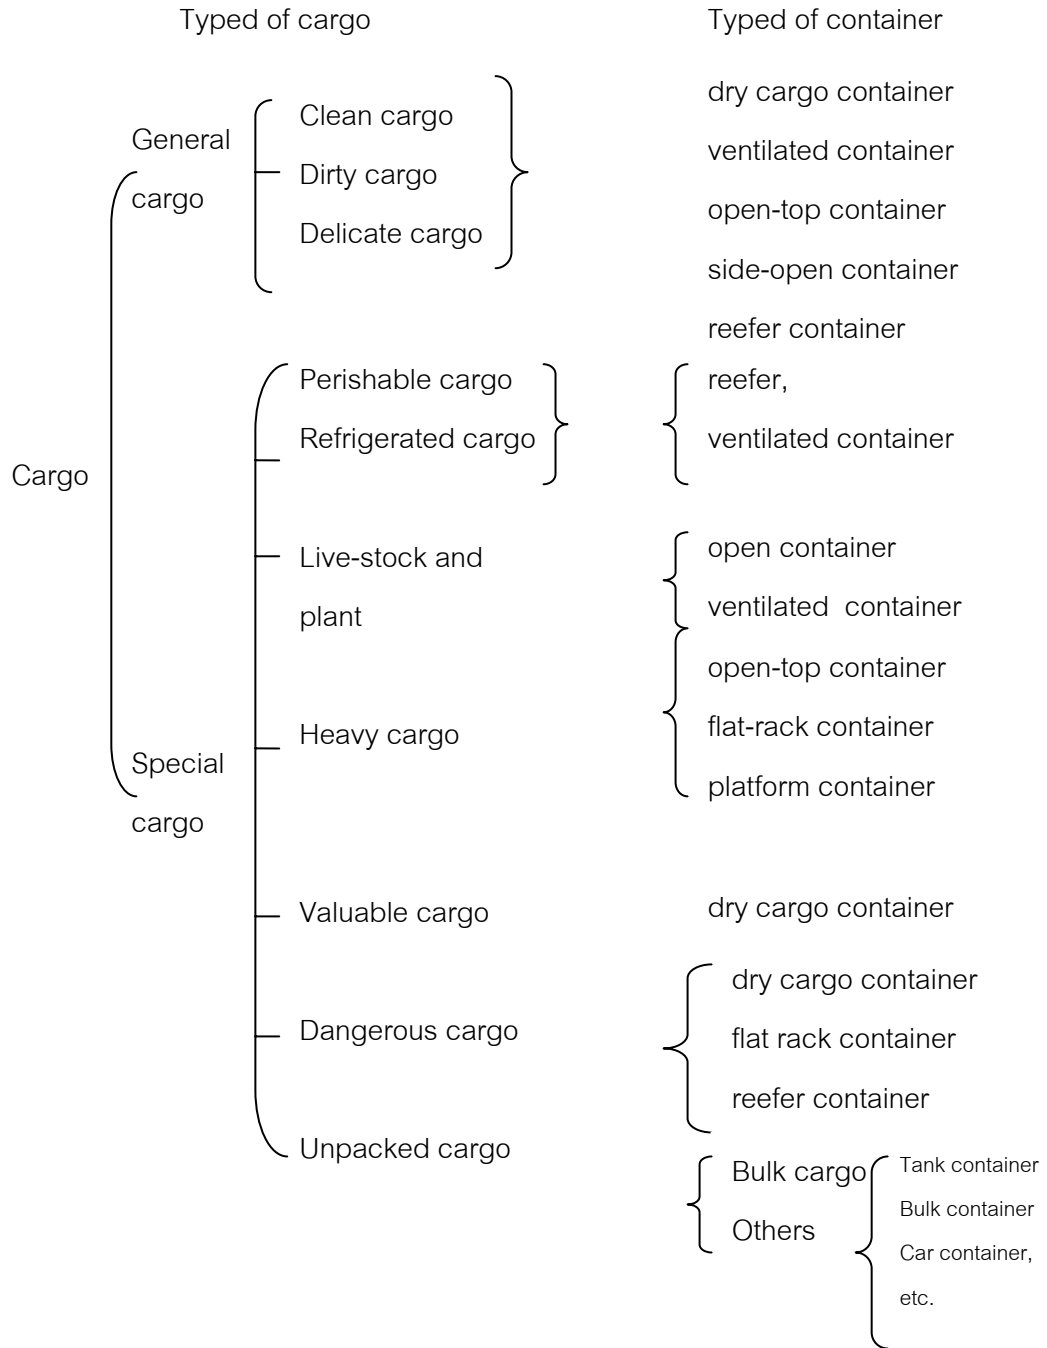 Typed of cargo
Typed of container
General
cargo
Clean cargo
Dirty cargo
Delicate cargo
dry cargo container
ventilated container
open-top container
side-open container
reefer container
Cargo
Special
cargo
Perishable cargo
Refrigerated cargo
reefer,
ventilated container
Live-stock and
plant
open container
ventilated container
Heavy cargo
open-top container
flat-rack container
platform container
Valuable cargo
dry cargo container
Dangerous cargo
dry cargo container
flat rack container
reefer container
Unpacked cargo
Bulk cargo
Others
Tank container
Bulk container
Car container,
etc.